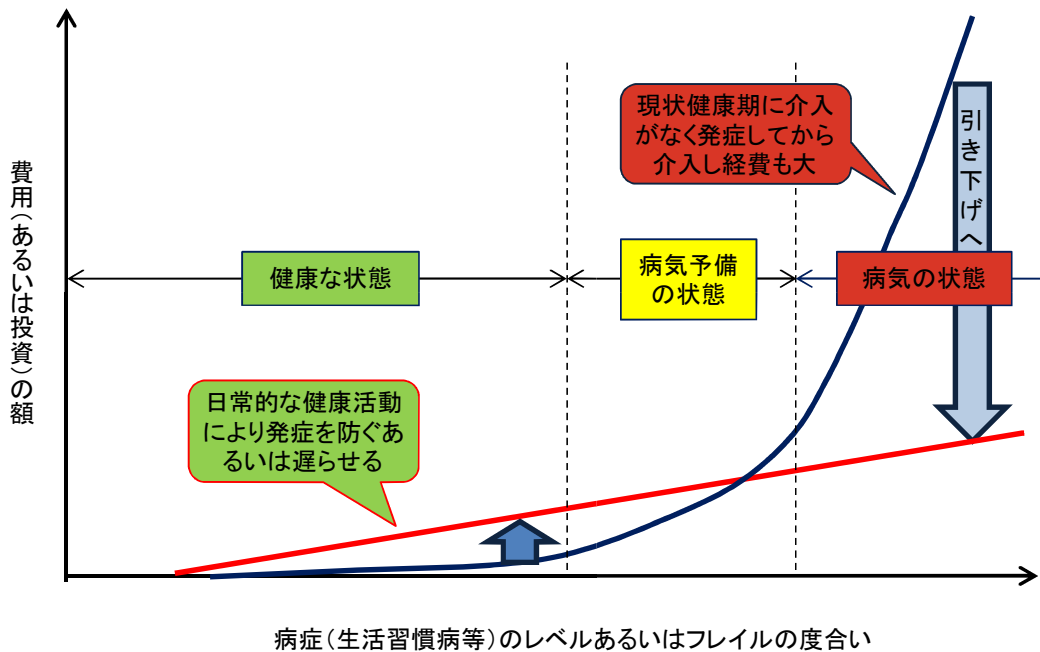 費用(あるいは投資)の額
現状健康期に介入
がなく発症してから
介入し経費も大
引き下げへ
健康な状態
病気予備
の状態
病気の状態
日常的な健康活動
により発症を防ぐあ
るいは遅らせる
病症(生活習慣病等)のレベルあるいはフレイルの度合い